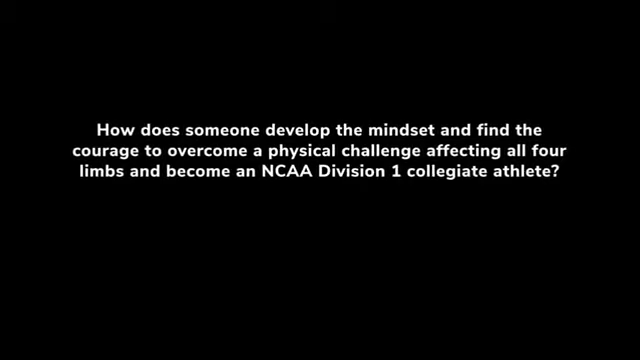 How does someone develop the mindset and find the
courage to overcome a physical challenge affecting all four
limbs and become an NCAA Division 1 collegiate athlete?